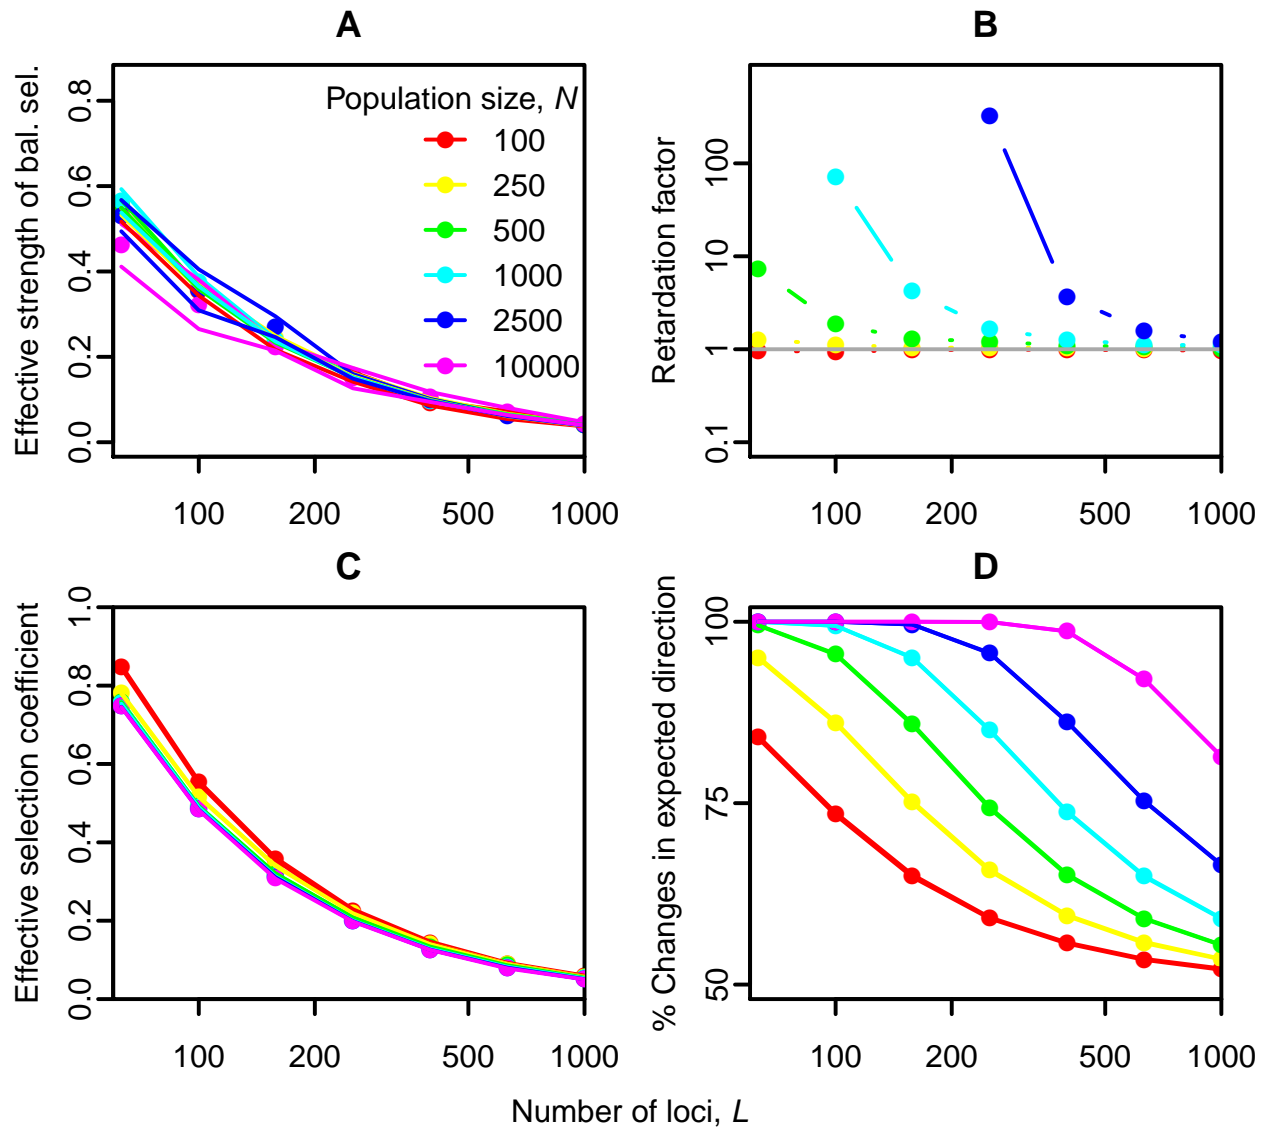 A
Effective strength of bal. sel.
0.0 0.2 0.4 0.6 0.8
Population size, N
100
250
500
1000
2500
10000
100 200 500 1000
B
Retardation factor
0.1 1 10 100
100 200 500 1000
C
Effective selection coefficient
0.0 0.2 0.4 0.6 0.8 1.0
100 200 500 1000
D
% Changes in expected direction
50 75 100
100 200 500 1000
Number of loci, L